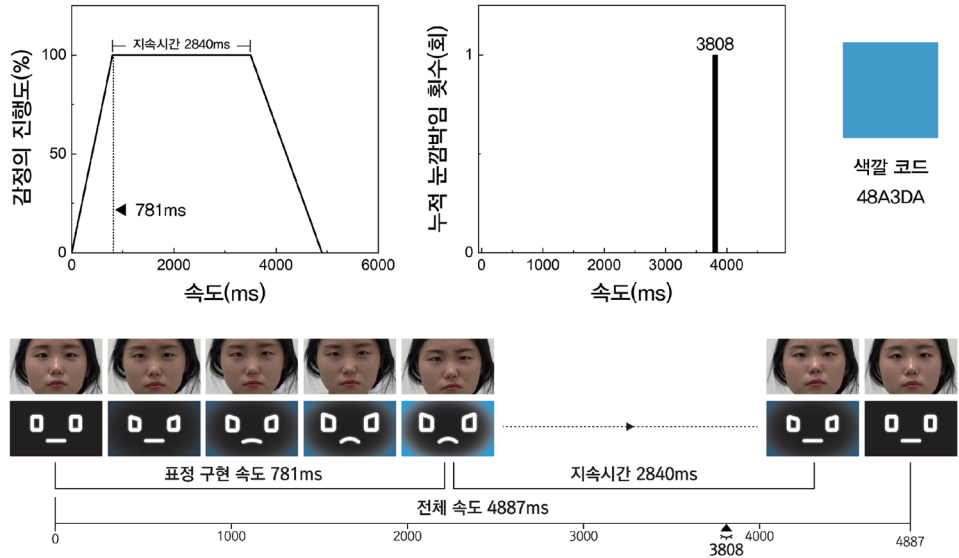 감정의 진행도(%)
100
50
0
지속시간 2840ms
◀ 781ms
0
2000
4000
6000
속도(ms)
누적 눈깜박임 횟수(회)
1
0
3808
0
1000
2000
3000
4000
속도(ms)
색깔 코드
48A3DA
표정 구현 속도 781ms
지속시간 2840ms
전체 속도 4887ms
0
1000
2000
3000
3808
4000
4887